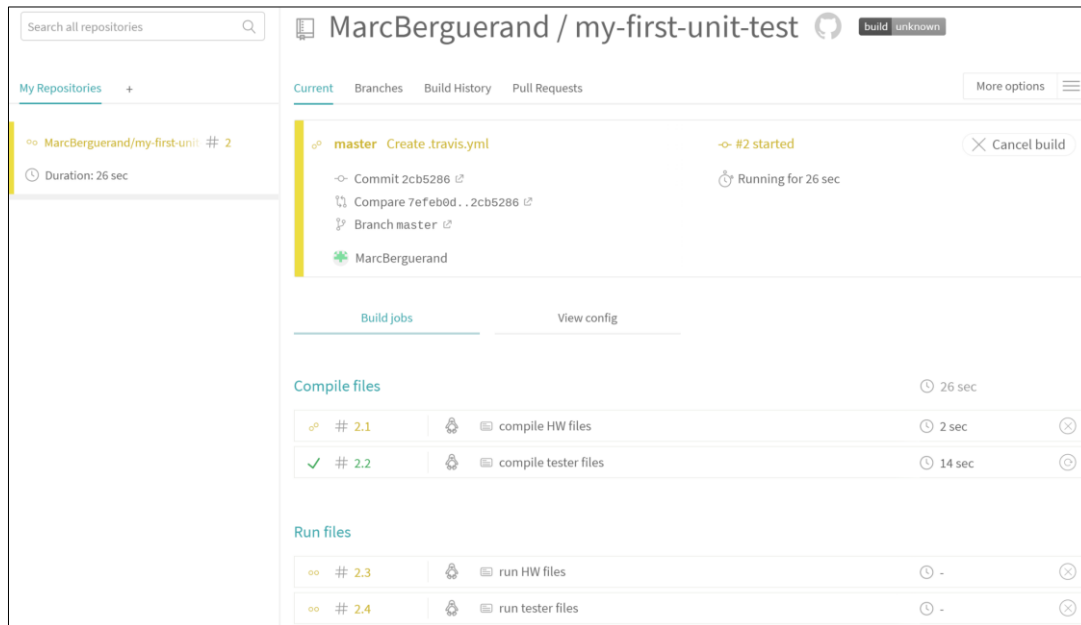 Search all repositories
My Repositories +
MarcBerguerand/my-first-uni # 2
Duration: 26 sec
MarcBerguerand / my-first-unit-test build unknown
Current Branches Build History Pull Requests More options
master Create .travis.yml #2 started Cancel build
Commit 2cb5286 Running for 26 sec
Compare 7efeb0d..2cb5286
Branch master
MarcBerguerand
Build jobs View config
Compile files 26 sec
# 2.1 compile HW files 2 sec
# 2.2 compile tester files 14 sec
Run files
# 2.3 run HW files -
# 2.4 run tester files -